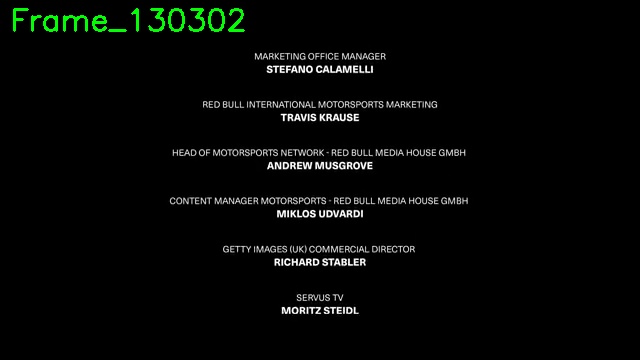 Frame_130302
MARKETING OFFICE MANAGER
STEFANO CALAMELLI
RED BULL INTERNATIONAL MOTORSPORTS MARKETING
TRAVIS KRAUSE
HEAD OF MOTORSPORTS NETWORK - RED BULL MEDIA HOUSE GMBH
ANDREW MUSGROVE
CONTENT MANAGER MOTORSPORTS - RED BULL MEDIA HOUSE GMBH
MIKLOS UDVARDI
GETTY IMAGES (UK) COMMERCIAL DIRECTOR
RICHARD STABLER
SERVUS TV
MORITZ STEIDL